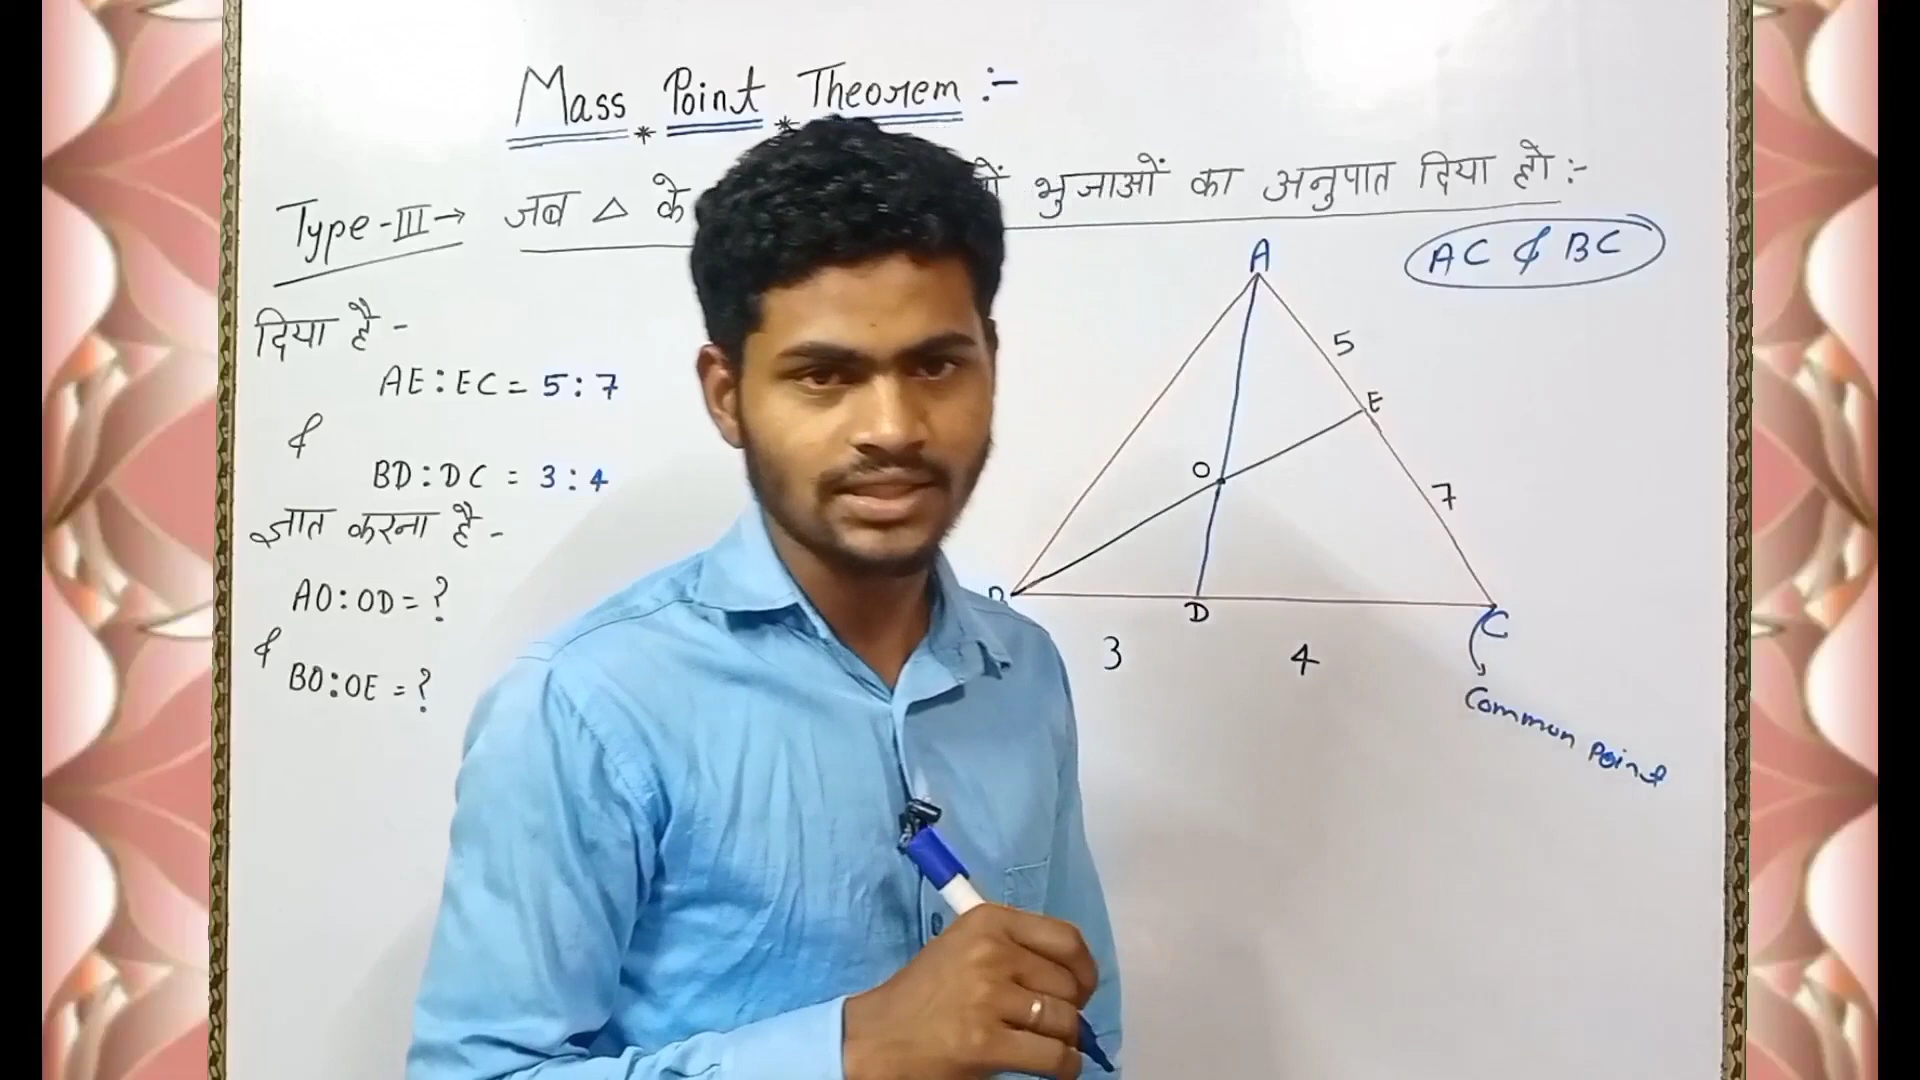 Mass Point Theorem :-
Type-III → जब △ के भुजाओं का अनुपात दिया हो :-
AC & BC
दिया है -
AE : EC = 5 : 7
&
BD : DC = 3 : 4
ज्ञात करना है -
AO : OD = ?
&
BO : OE = ?
A
5
E
O
7
D
C
3
4
Common Point